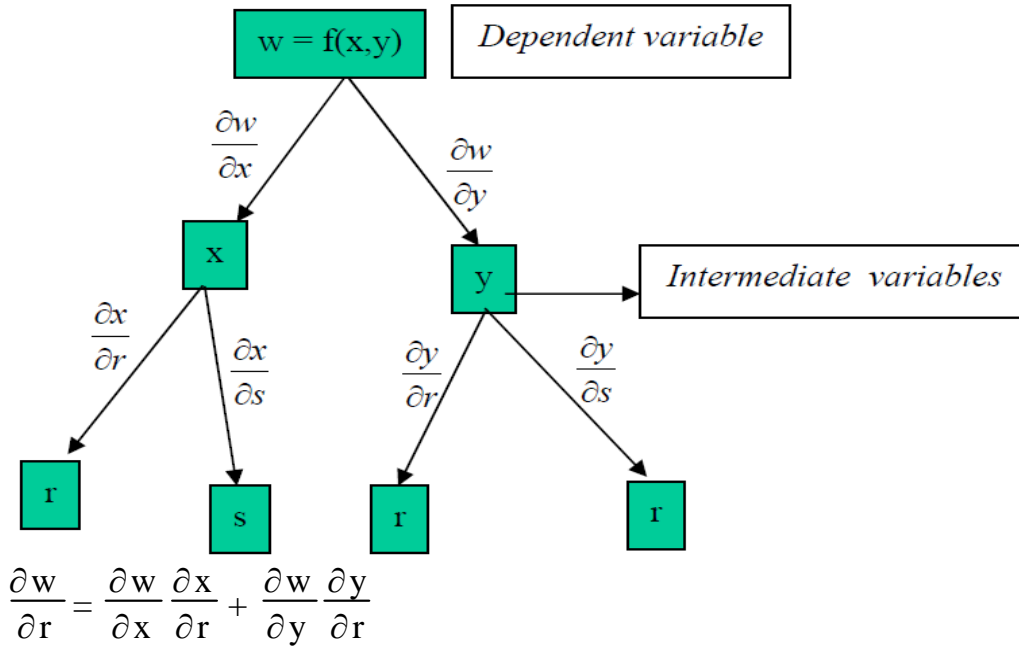 w = f(x,y)
Dependent variable
∂w/∂x
∂w/∂y
x
y
Intermediate variables
∂x/∂r
∂x/∂s
∂y/∂r
∂y/∂s
r
s
r
r
∂w/∂r = ∂w/∂x ∂x/∂r + ∂w/∂y ∂y/∂r